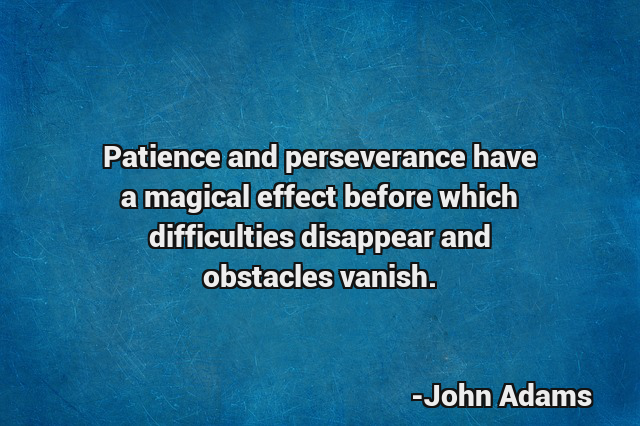 Patience and perseverance have
a magical effect before which
difficulties disappear and
obstacles vanish.
-John Adams